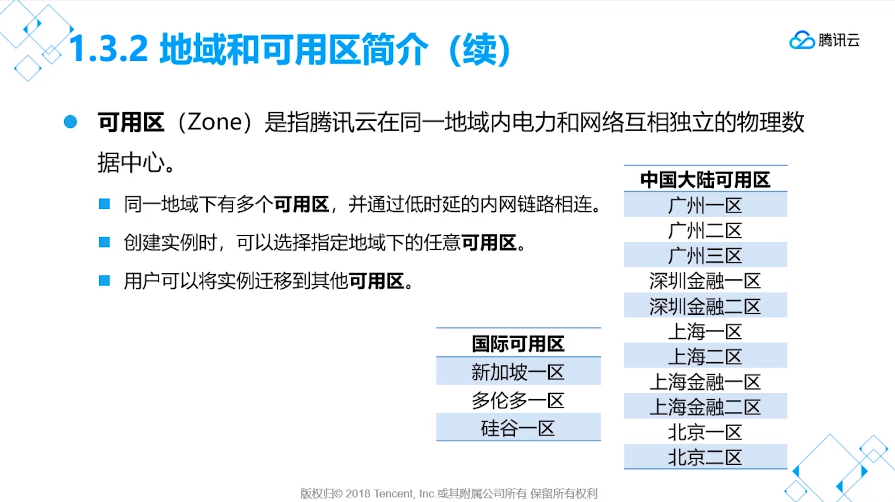 1.3.2 地域和可用区简介（续）
腾讯云
可用区（Zone）是指腾讯云在同一地域内电力和网络互相独立的物理数
据中心。
同一地域下有多个可用区，并通过低时延的内网链路相连。
创建实例时，可以选择指定地域下的任意可用区。
用户可以将实例迁移到其他可用区。
国际可用区
新加坡一区
多伦多一区
硅谷一区
中国大陆可用区
广州一区
广州二区
广州三区
深圳金融一区
深圳金融二区
上海一区
上海二区
上海金融一区
上海金融二区
北京一区
北京二区
版权归© 2018 Tencent, Inc.或其附属公司所有 保留所有权利